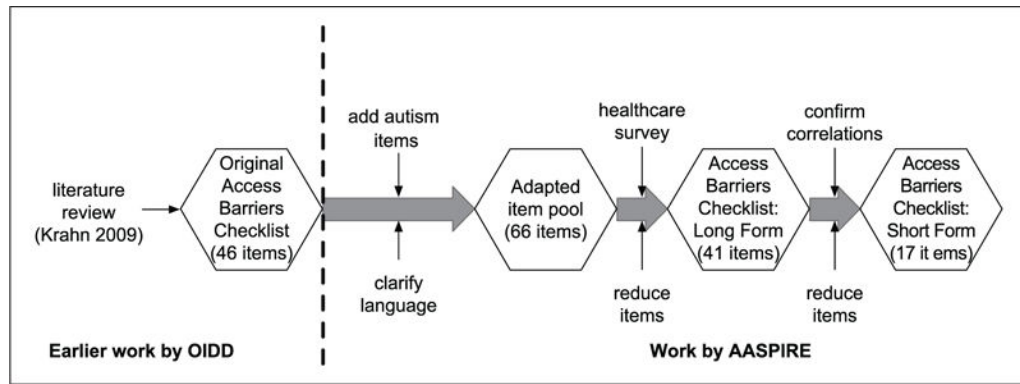 literature
review
(Krahn 2009)
Original
Access
Barriers
Checklist
(46 items)
add autism
items
clarify
language
Adapted
item pool
(66 items)
healthcare
survey
reduce
items
Access
Barriers
Checklist:
Long Form
(41 items)
confirm
correlations
reduce
items
Access
Barriers
Checklist:
Short Form
(17 it ems)
Earlier work by OIDD
Work by AASPIRE